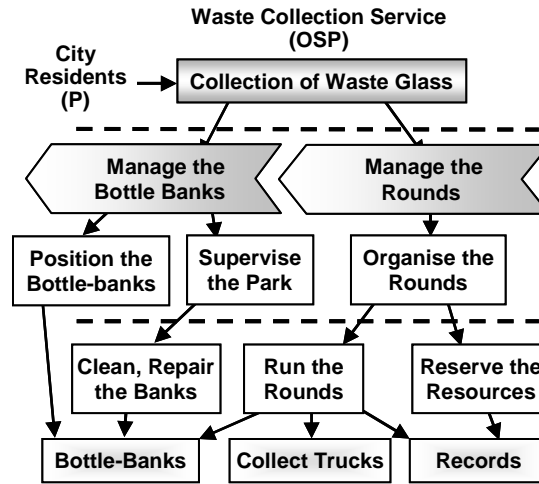 Waste Collection Service
(OSP)
City
Residents
(P)
Collection of Waste Glass
Manage the
Bottle Banks
Manage the
Rounds
Position the
Bottle-banks
Supervise
the Park
Organise the
Rounds
Clean, Repair
the Banks
Run the
Rounds
Reserve the
Resources
Bottle-Banks
Collect Trucks
Records